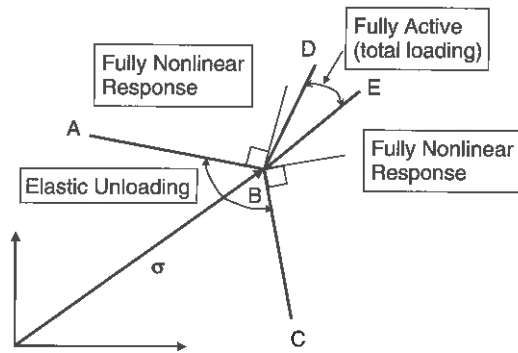 Fully Active
(total loading)
D
E
Fully Nonlinear
Response
A
Fully Nonlinear
Response
Elastic Unloading
B
σ
C